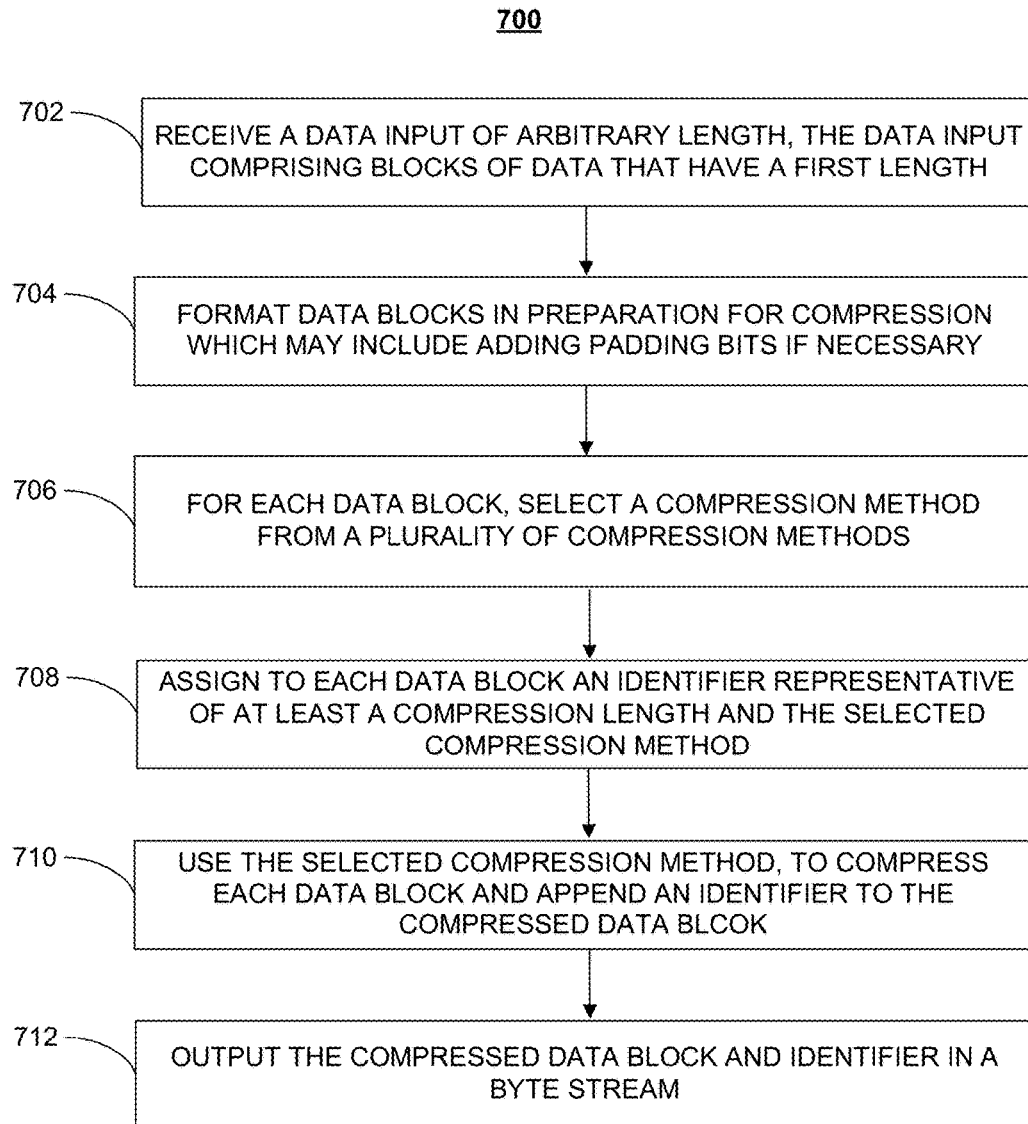 700
702
RECEIVE A DATA INPUT OF ARBITRARY LENGTH, THE DATA INPUT
COMPRISING BLOCKS OF DATA THAT HAVE A FIRST LENGTH
704
FORMAT DATA BLOCKS IN PREPARATION FOR COMPRESSION
WHICH MAY INCLUDE ADDING PADDING BITS IF NECESSARY
706
FOR EACH DATA BLOCK, SELECT A COMPRESSION METHOD
FROM A PLURALITY OF COMPRESSION METHODS
708
ASSIGN TO EACH DATA BLOCK AN IDENTIFIER REPRESENTATIVE
OF AT LEAST A COMPRESSION LENGTH AND THE SELECTED
COMPRESSION METHOD
710
USE THE SELECTED COMPRESSION METHOD, TO COMPRESS
EACH DATA BLOCK AND APPEND AN IDENTIFIER TO THE
COMPRESSED DATA BLCOK
712
OUTPUT THE COMPRESSED DATA BLOCK AND IDENTIFIER IN A
BYTE STREAM